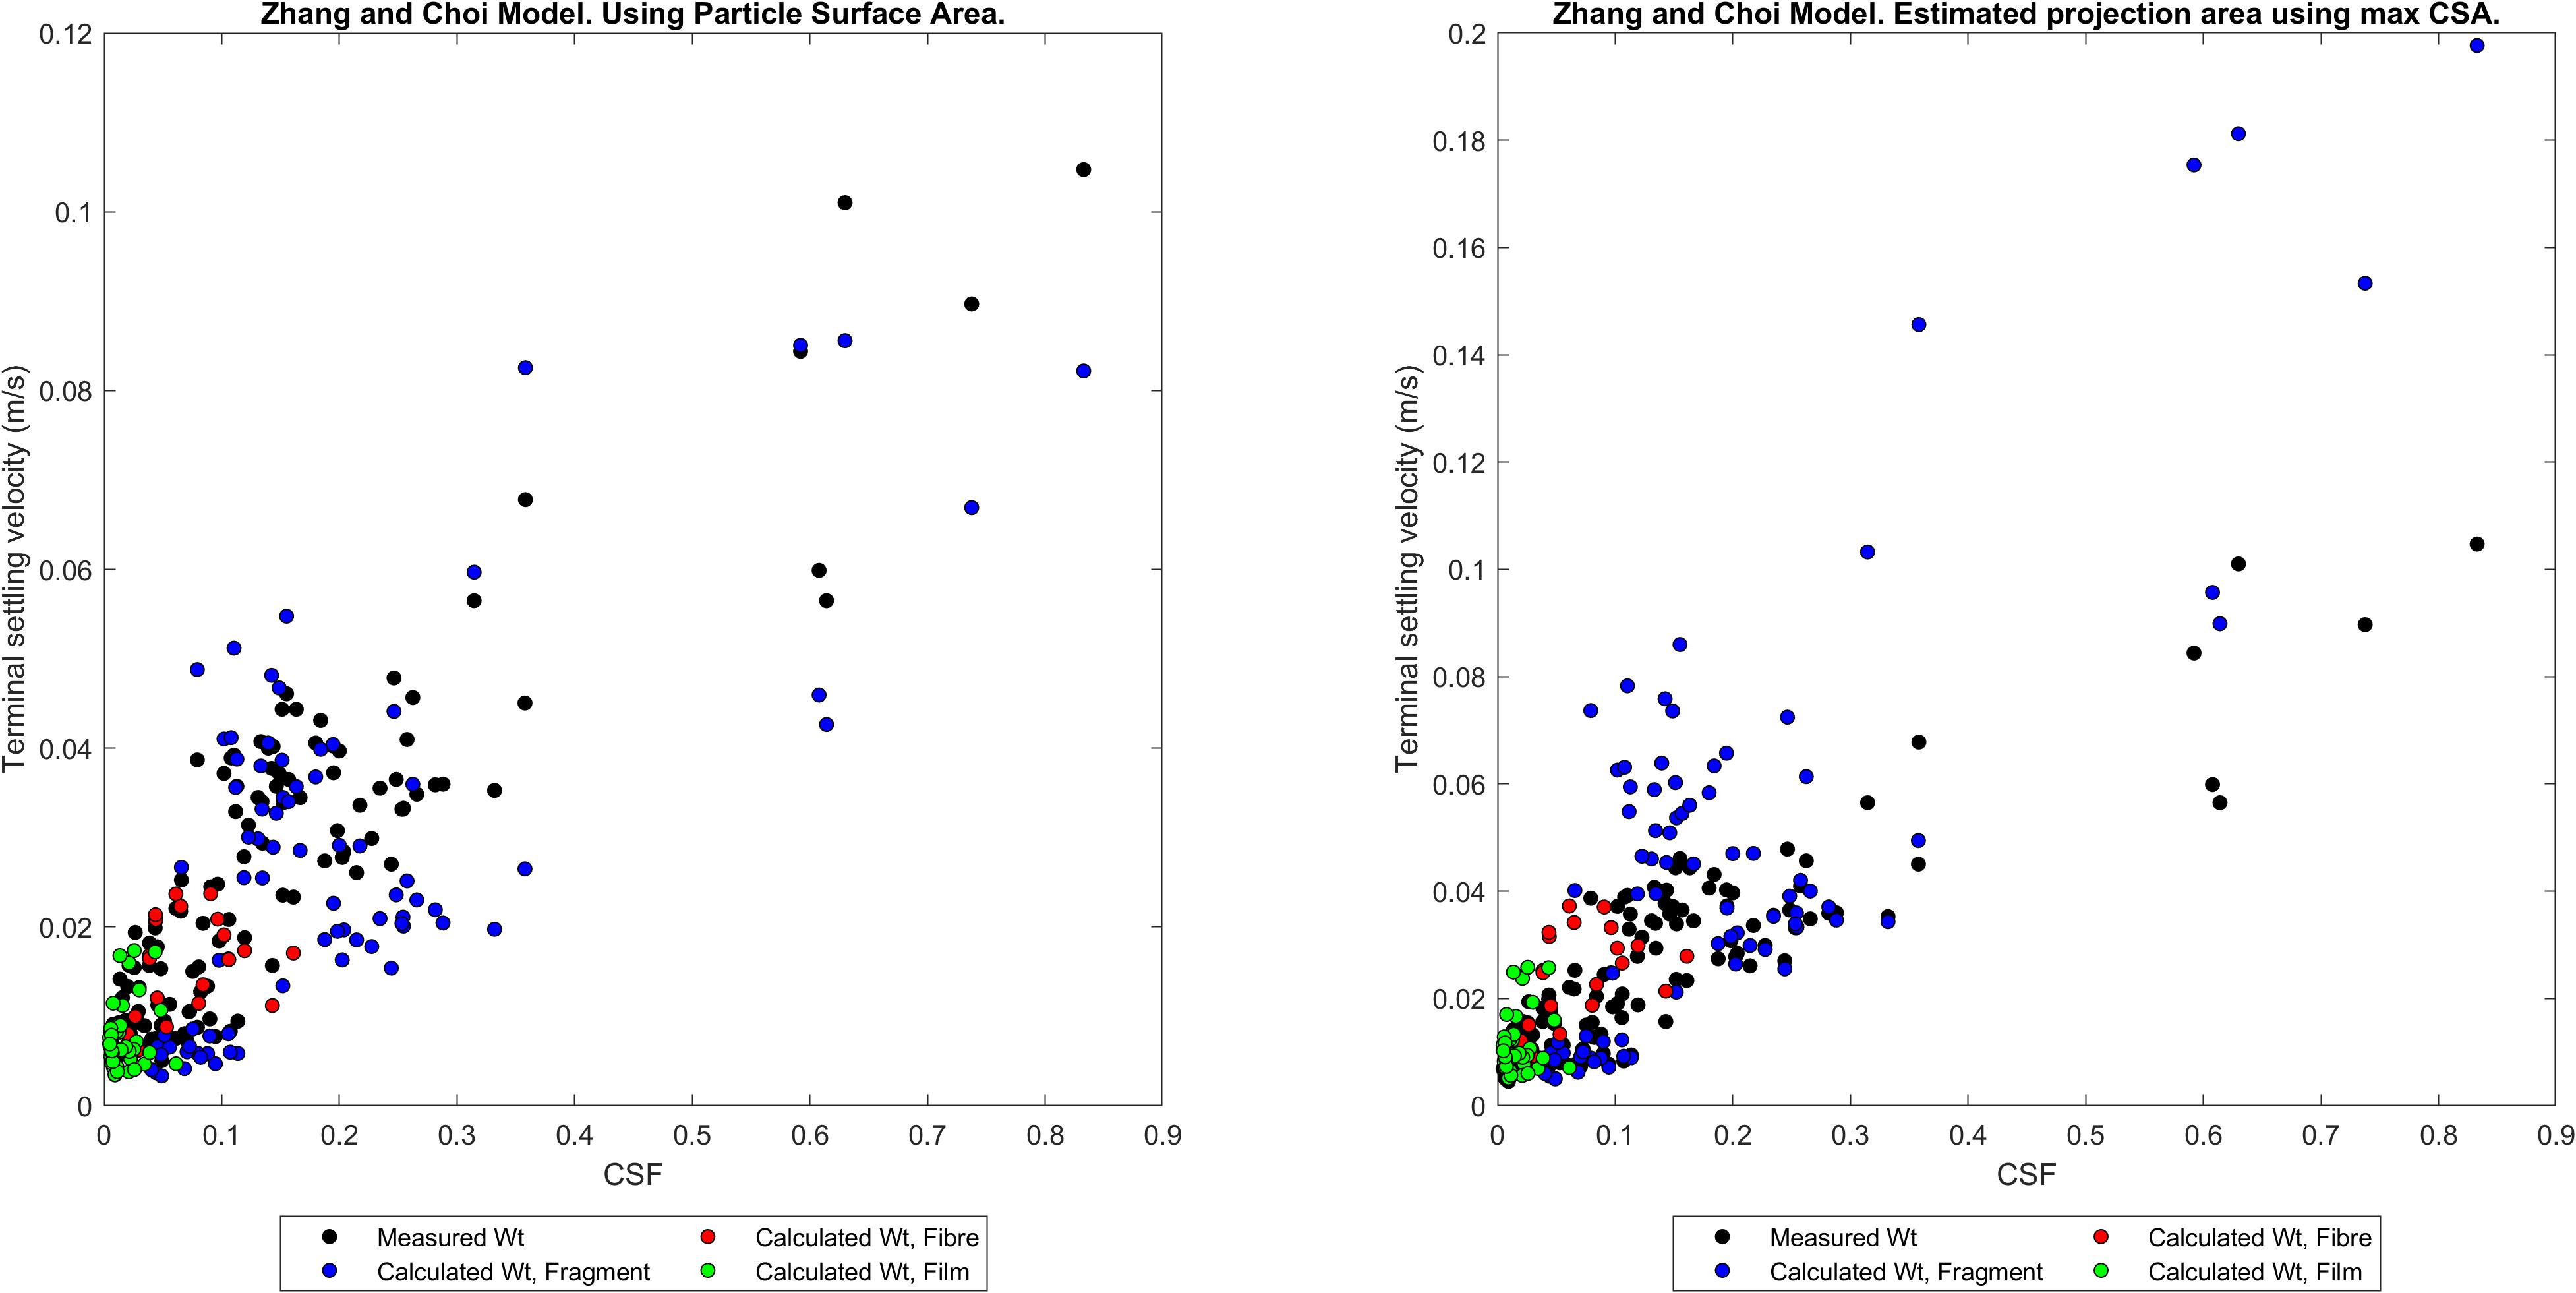 Zhang and Choi Model. Using Particle Surface Area.
0.12
0.1
0.08
0.06
0.04
0.02
0
Terminal settling velocity (m/s)
0 0.1 0.2 0.3 0.4 0.5 0.6 0.7 0.8 0.9
CSF
Measured Wt
Calculated Wt, Fibre
Calculated Wt, Fragment
Calculated Wt, Film
Zhang and Choi Model. Estimated projection area using max CSA.
0.2
0.18
0.16
0.14
0.12
0.1
0.08
0.06
0.04
0.02
0
Terminal settling velocity (m/s)
0 0.1 0.2 0.3 0.4 0.5 0.6 0.7 0.8 0.9
CSF
Measured Wt
Calculated Wt, Fibre
Calculated Wt, Fragment
Calculated Wt, Film